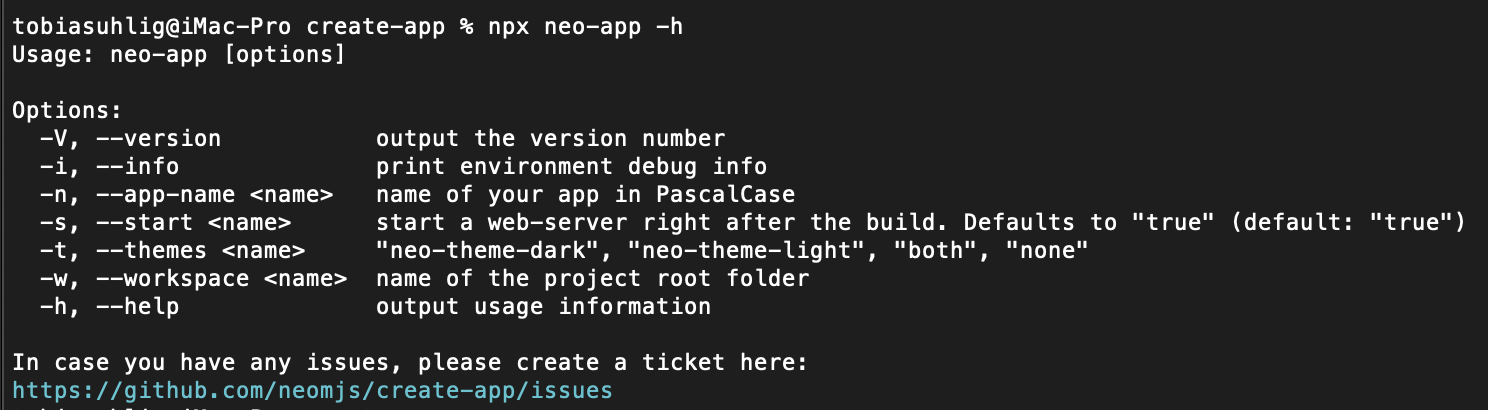 tobiasuhlig@iMac-Pro create-app % npx neo-app -h
Usage: neo-app [options]

Options:
  -V, --version           output the version number
  -i, --info              print environment debug info
  -n, --app-name <name>   name of your app in PascalCase
  -s, --start <name>      start a web-server right after the build. Defaults to "true" (default: "true")
  -t, --themes <name>     "neo-theme-dark", "neo-theme-light", "both", "none"
  -w, --workspace <name>  name of the project root folder
  -h, --help              output usage information

In case you have any issues, please create a ticket here:
https://github.com/neomjs/create-app/issues